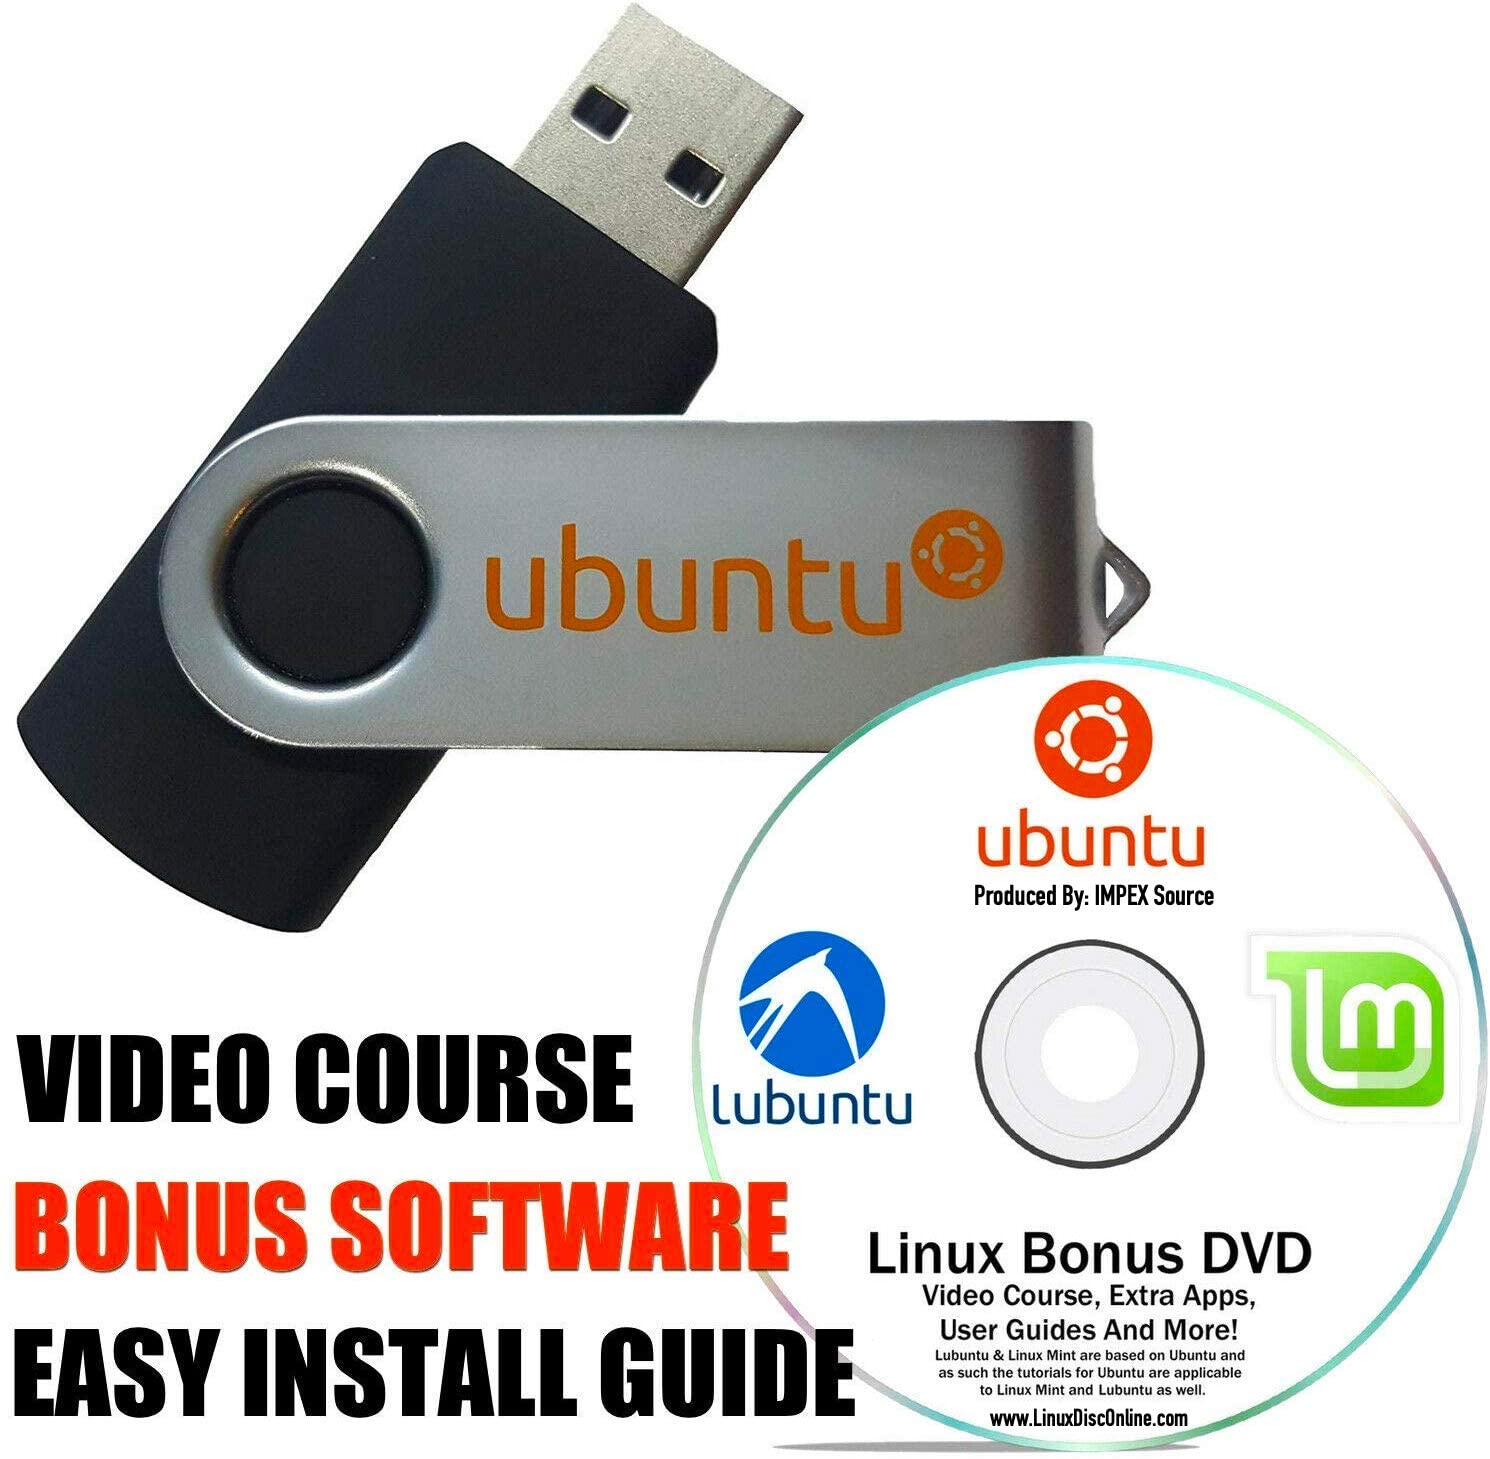 ubuntu
ubuntu
Produced By: IMPEX Source
Lubuntu
lm
VIDEO COURSE
BONUS SOFTWARE
EASY INSTALL GUIDE
Linux Bonus DVD
Video Course, Extra Apps,
User Guides And More!
Lubuntu & Linux Mint are based on Ubuntu and
as such the tutorials for Ubuntu are applicable
to Linux Mint and Lubuntu as well.
www.LinuxDiscOnline.com